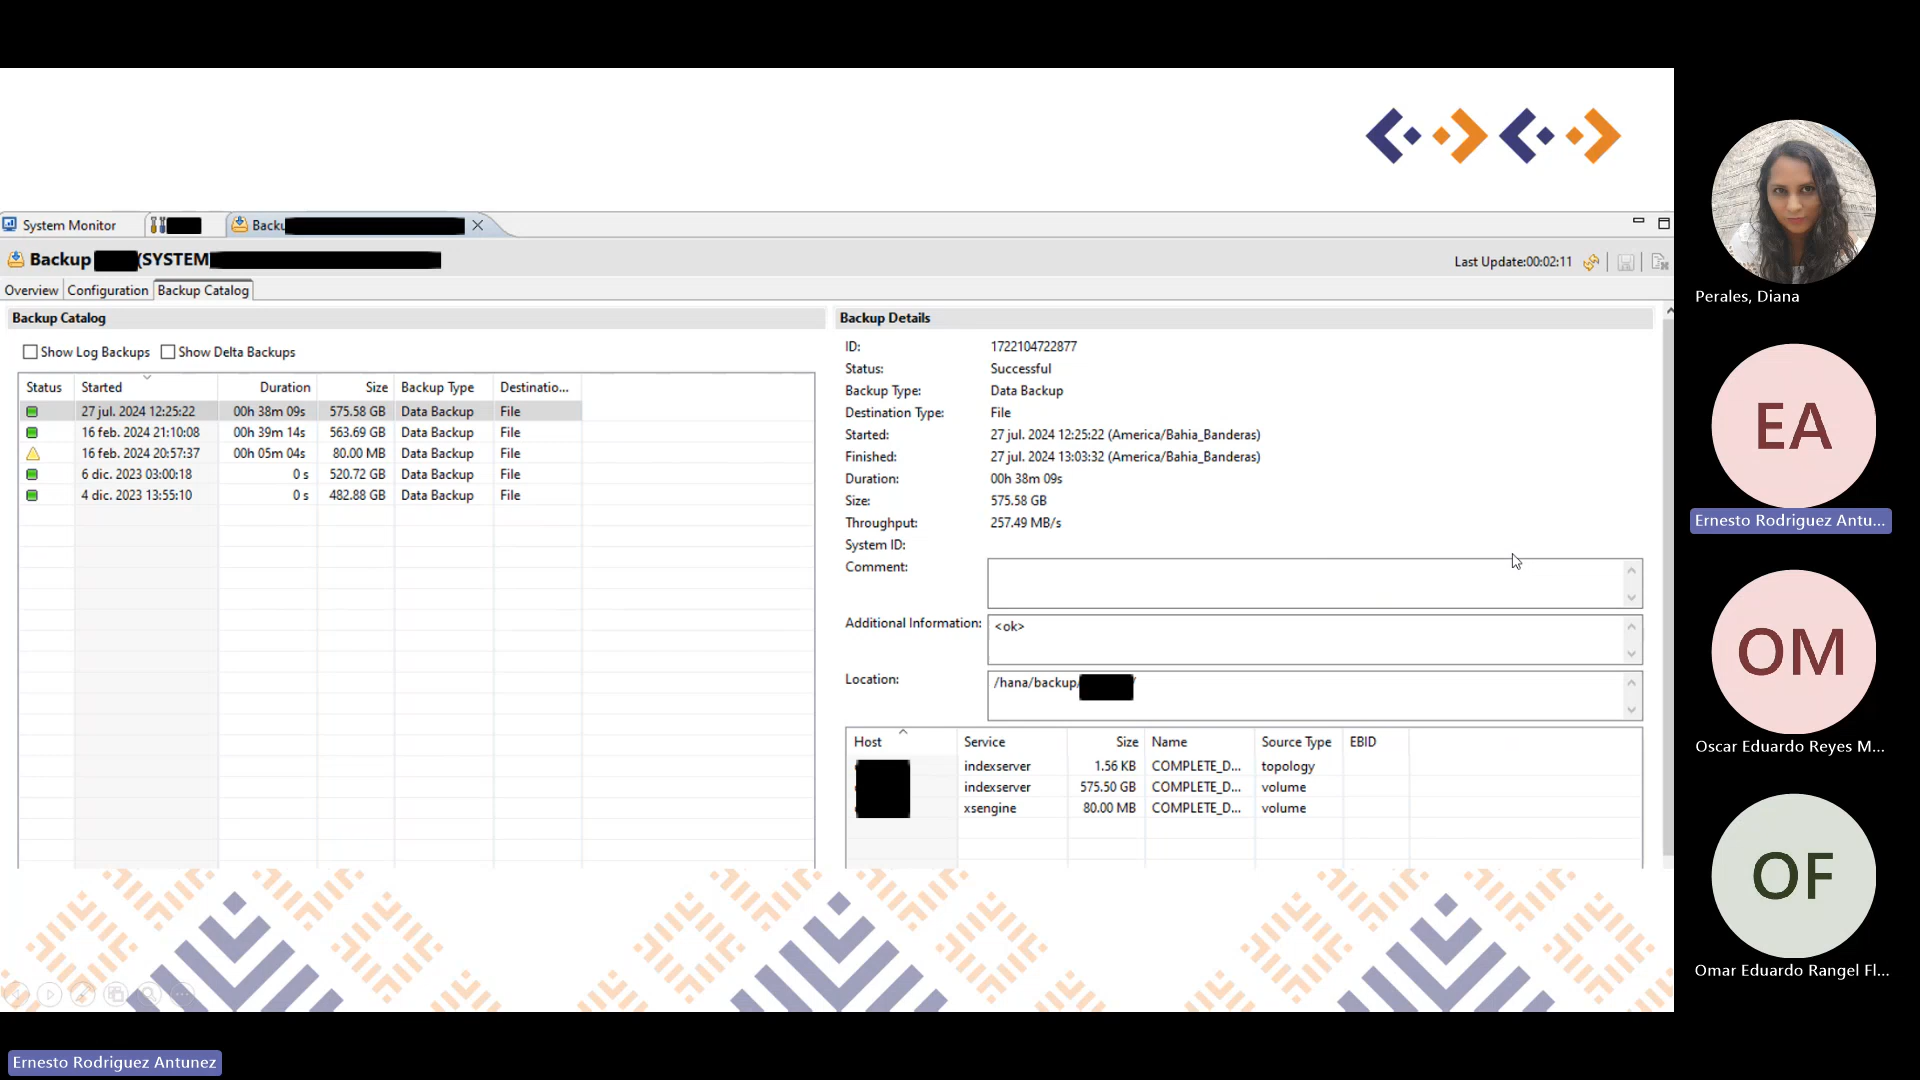 System Monitor
Backu
Backup (SYSTEM
Last Update:00:02:11
Overview Configuration Backup Catalog
Backup Catalog
Show Log Backups Show Delta Backups
Status Started Duration Size Backup Type Destinatio...
27 jul. 2024 12:25:22 00h 38m 09s 575.58 GB Data Backup File
16 feb. 2024 21:10:08 00h 39m 14s 563.69 GB Data Backup File
16 feb. 2024 20:57:37 00h 05m 04s 80.00 MB Data Backup File
6 dic. 2023 03:00:18 0 s 520.72 GB Data Backup File
4 dic. 2023 13:55:10 0 s 482.88 GB Data Backup File
Backup Details
ID: 1722104722877
Status: Successful
Backup Type: Data Backup
Destination Type: File
Started: 27 jul. 2024 12:25:22 (America/Bahia_Banderas)
Finished: 27 jul. 2024 13:03:32 (America/Bahia_Banderas)
Duration: 00h 38m 09s
Size: 575.58 GB
Throughput: 257.49 MB/s
System ID:
Comment:
Additional Information: <ok>
Location: /hana/backup/
Host Service Size Name Source Type EBID
indexserver 1.56 KB COMPLETE_D... topology
indexserver 575.50 GB COMPLETE_D... volume
xsengine 80.00 MB COMPLETE_D... volume
Perales, Diana
EA
Ernesto Rodriguez Antu...
OM
Oscar Eduardo Reyes M...
OF
Omar Eduardo Rangel Fl...
Ernesto Rodriguez Antunez